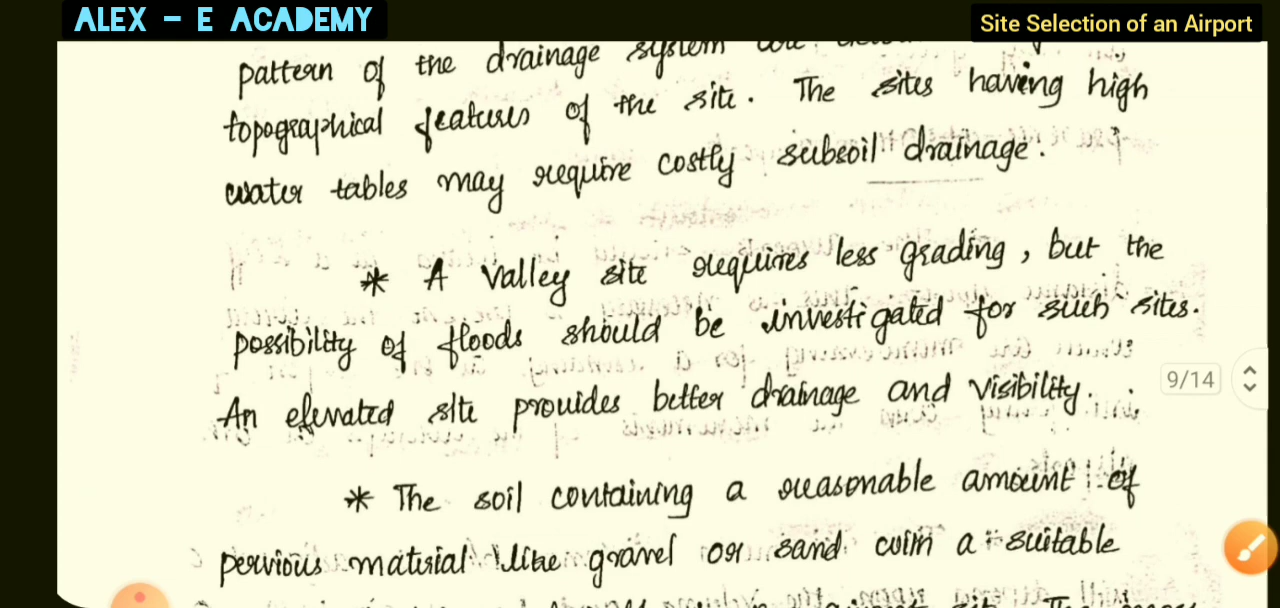 ALEX – E ACADEMY
Site Selection of an Airport
pattern of the drainage system
topographical features of the site. The sites having high
water tables may require costly subsoil drainage.
* A Valley site requires less grading, but the
possibility of floods should be investigated for such sites.
9/14
An elevated site provides better drainage and visibility.
* The soil containing a reasonable amount of
pervious material like gravel or sand with a suitable